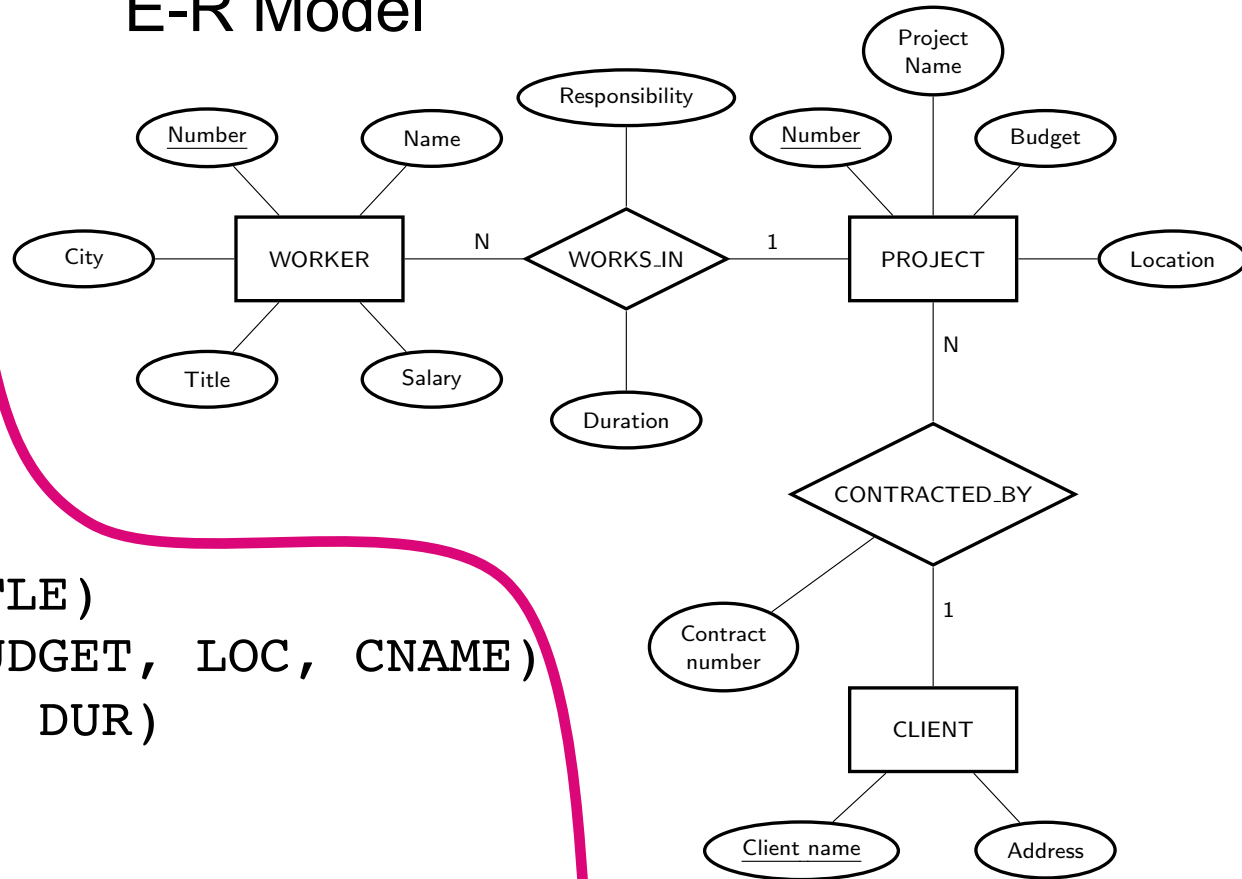 E-R Model
Project
Name
Responsibility
Number
Name
Number
Budget
City
WORKER
N
WORKS_IN
1
PROJECT
Location
N
Title
Salary
Duration
CONTRACTED_BY
TLE)
UDGET, LOC, CNAME)
DUR)
1
Contract
number
CLIENT
Client name
Address